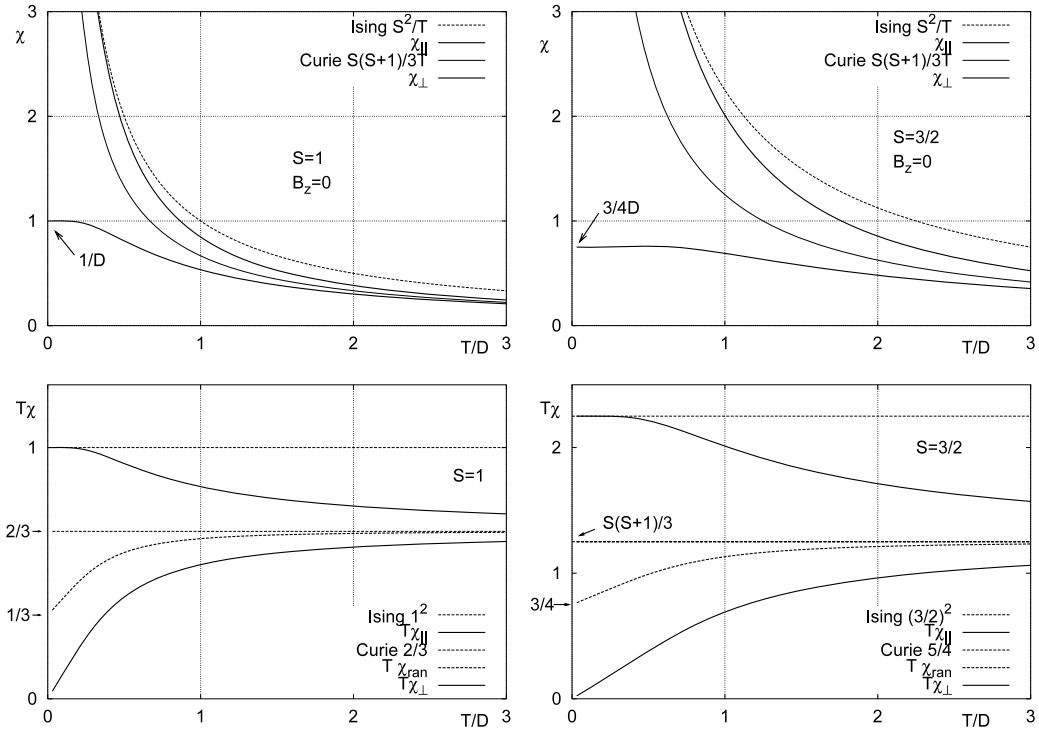 3
χ
2
1
0
0
1
2
T/D
3
Ising S²/T
χ||
Curie S(S+1)/3T
χ⊥
S=1
B_z=0
1/D
3
χ
2
1
0
0
1
2
T/D
3
Ising S²/T
χ||
Curie S(S+1)/3T
χ⊥
S=3/2
B_z=0
3/4D
Tχ
1
2/3
1/3
0
0
1
2
T/D
3
S=1
Ising 1²
Tχ||
Curie 2/3
T χ_ran
Tχ⊥
Tχ
2
1
3/4
0
0
1
2
T/D
3
S=3/2
S(S+1)/3
Ising (3/2)²
Tχ||
Curie 5/4
T χ_ran
Tχ⊥